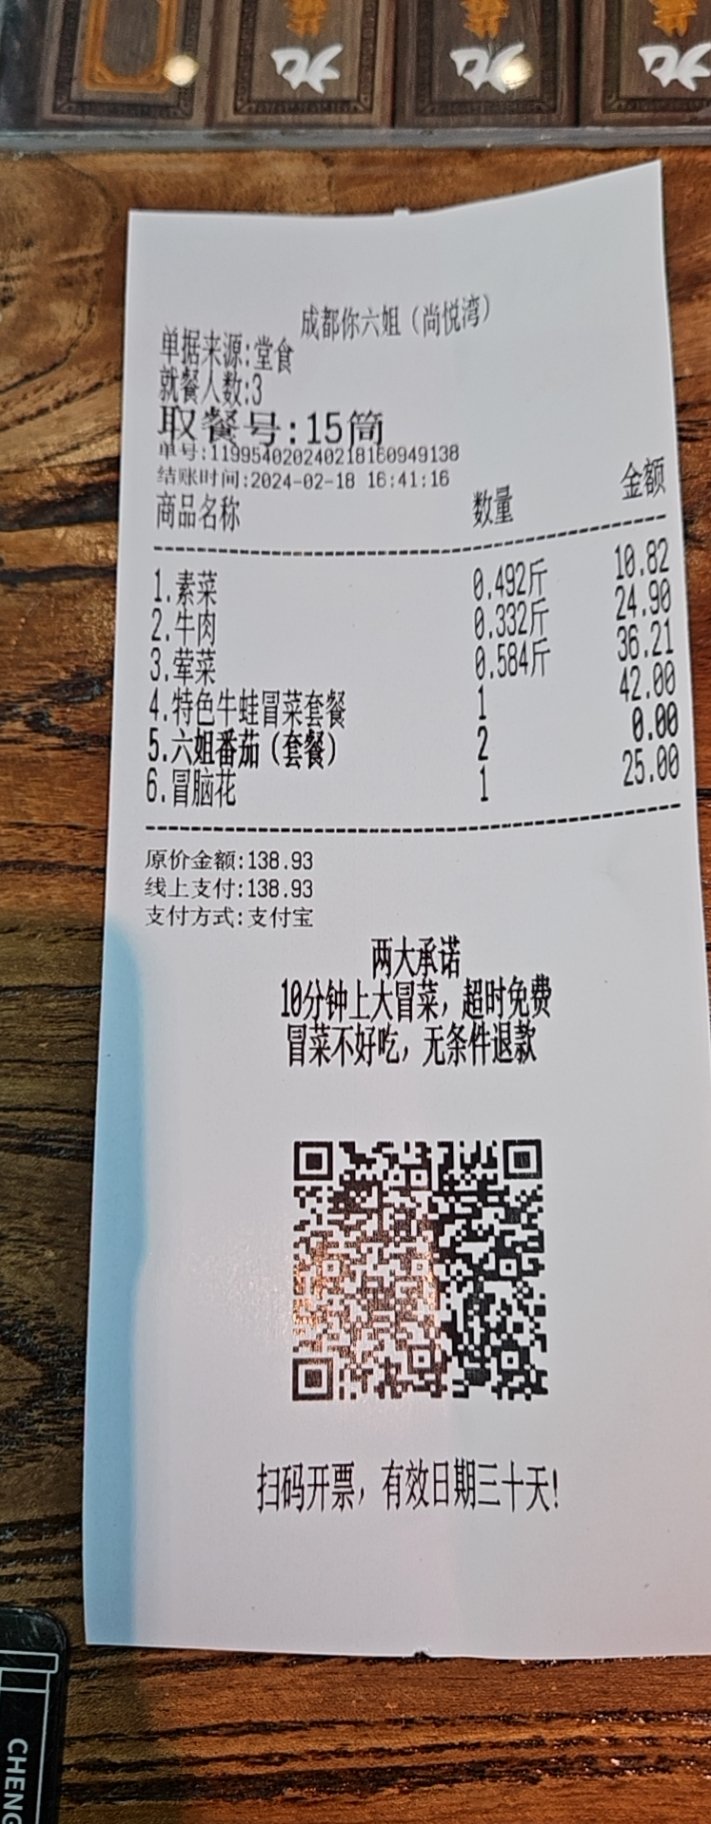 成都你六姐（尚悦湾）
单据来源:堂食
就餐人数:3
取餐号:15筒
单号:119954020240218160949138
结账时间:2024-02-18 16:41:16
商品名称 数量 金额
1.素菜 0.492斤 10.82
2.牛肉 0.332斤 24.90
3.荤菜 0.584斤 36.21
4.特色牛蛙冒菜套餐 1 42.00
5.六姐番茄（套餐） 2 0.00
6.冒脑花 1 25.00
原价金额:138.93
线上支付:138.93
支付方式:支付宝
两大承诺
10分钟上大冒菜，超时免费
冒菜不好吃，无条件退款
扫码开票，有效日期三十天!
CHENG